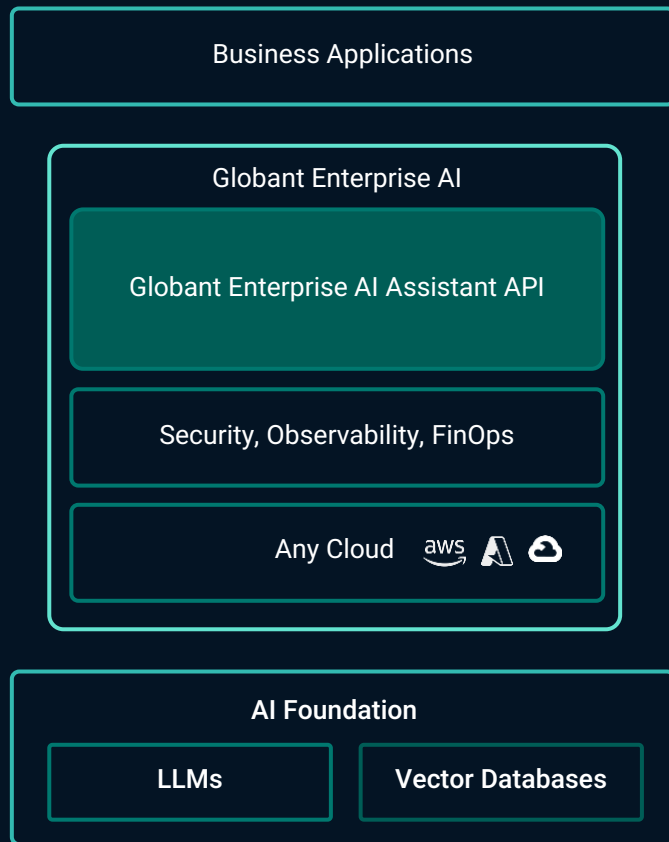 Business Applications
Globant Enterprise AI
Globant Enterprise AI Assistant API
Security, Observability, FinOps
Any Cloud aws
AI Foundation
LLMs Vector Databases